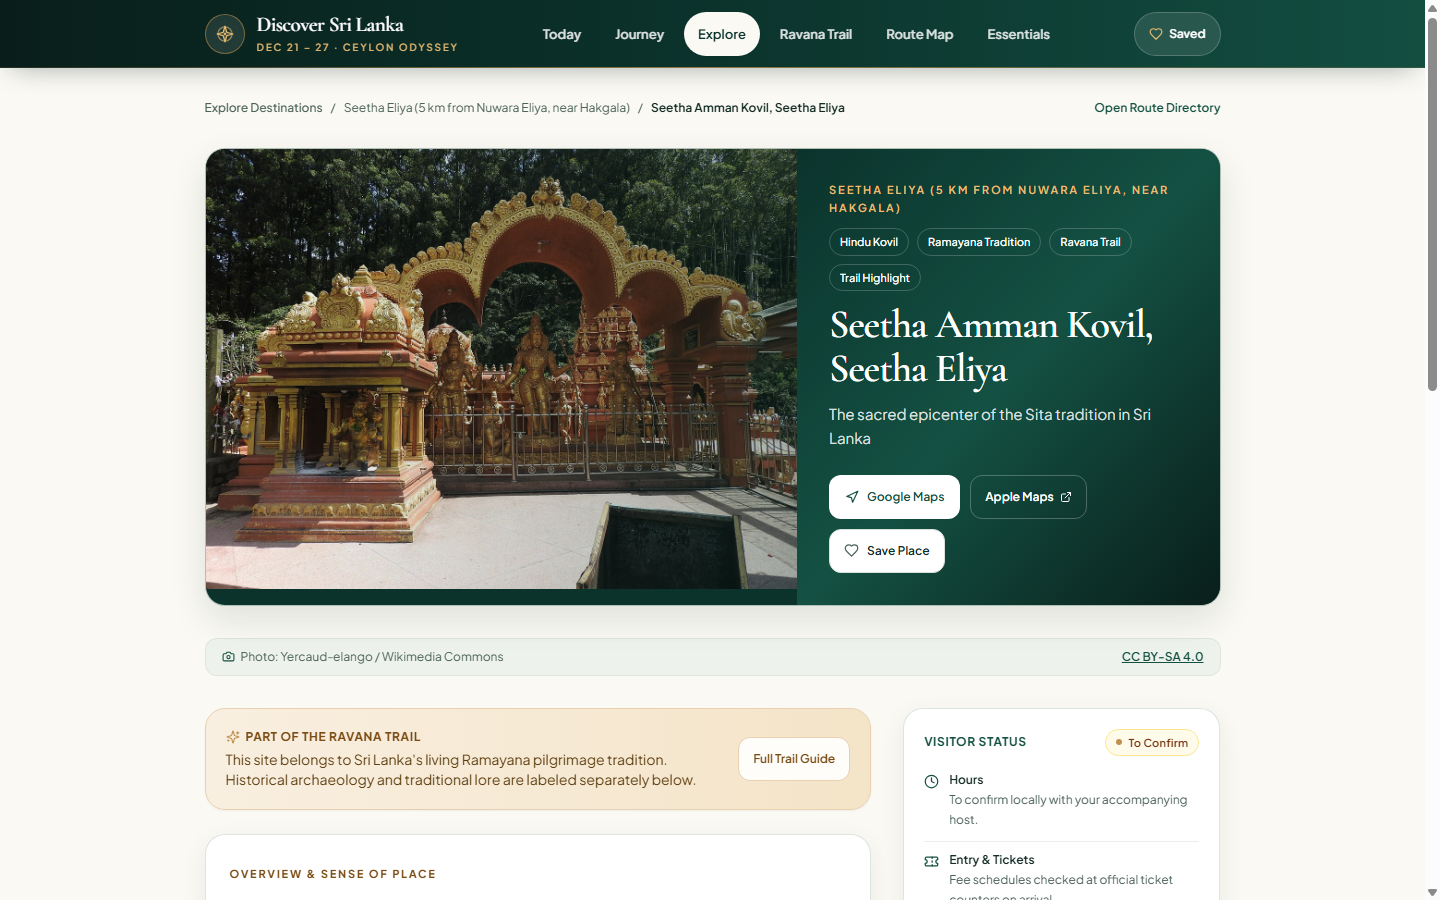 Discover Sri Lanka
DEC 21 – 27 · CEYLON ODYSSEY
Today
Journey
Explore
Ravana Trail
Route Map
Essentials
Saved
Explore Destinations / Seetha Eliya (5 km from Nuwara Eliya, near Hakgala) / Seetha Amman Kovil, Seetha Eliya
Open Route Directory
SEETHA ELIYA (5 KM FROM NUWARA ELIYA, NEAR
HAKGALA)
Hindu Kovil
Ramayana Tradition
Ravana Trail
Trail Highlight
Seetha Amman Kovil,
Seetha Eliya
The sacred epicenter of the Sita tradition in Sri
Lanka
Google Maps
Apple Maps
Save Place
Photo: Yercaud-elango / Wikimedia Commons
CC BY-SA 4.0
PART OF THE RAVANA TRAIL
This site belongs to Sri Lanka's living Ramayana pilgrimage tradition.
Historical archaeology and traditional lore are labeled separately below.
Full Trail Guide
OVERVIEW & SENSE OF PLACE
VISITOR STATUS
To Confirm
Hours
To confirm locally with your accompanying
host.
Entry & Tickets
Fee schedules checked at official ticket
counters on arrival.